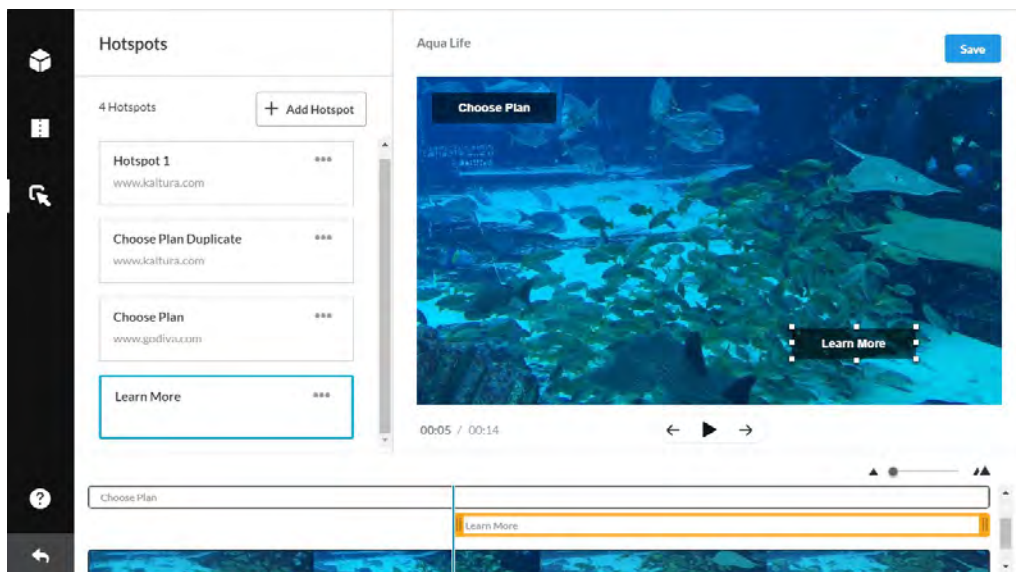 Hotspots
4 Hotspots
+ Add Hotspot
Hotspot 1
www.kaltura.com
Choose Plan Duplicate
www.kaltura.com
Choose Plan
www.godiva.com
Learn More
Aqua Life
Save
Choose Plan
Learn More
00:05 / 00:14
?
Choose Plan
Learn More